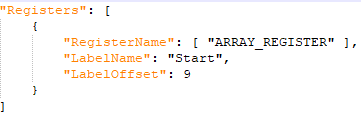 "Registers": [
{
"RegisterName": [ "ARRAY_REGISTER" ],
"LabelName": "Start",
"LabelOffset": 9
}
]